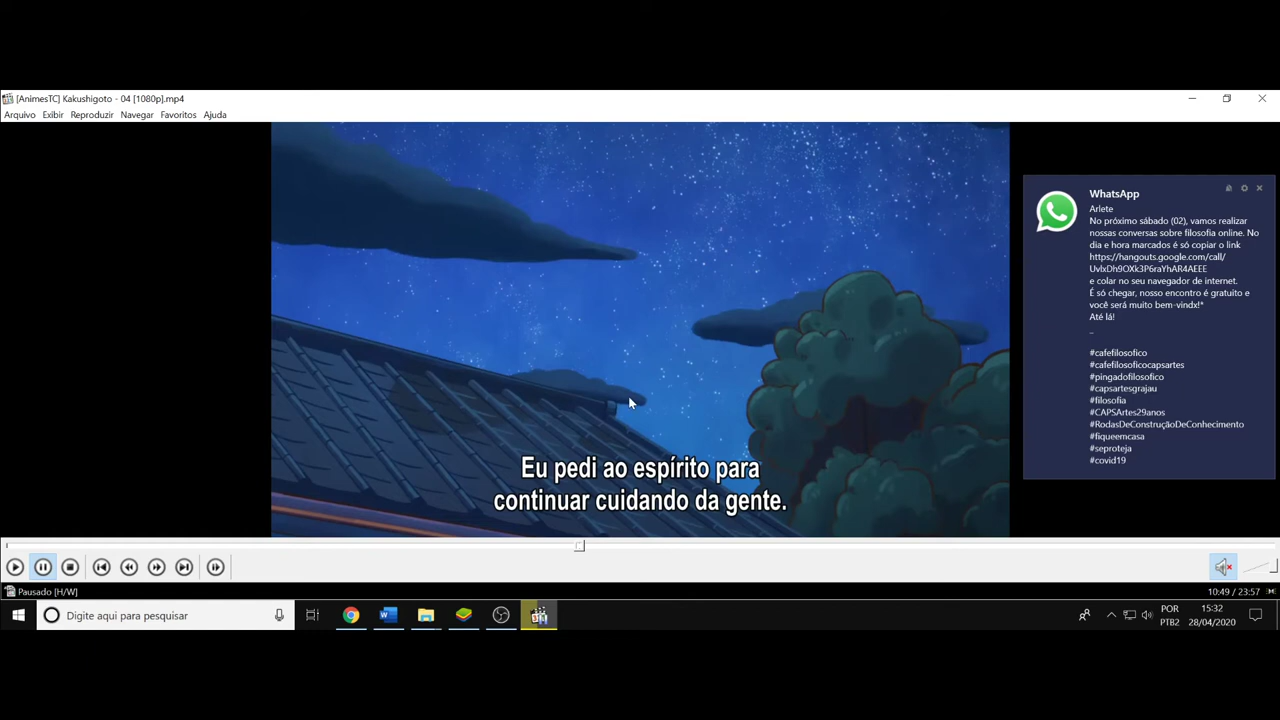 [AnimesTC] Kakushigoto - 04 [1080p].mp4
Arquivo Exibir Reproduzir Navegar Favoritos Ajuda
WhatsApp
Arlete
No próximo sábado (02), vamos realizar
nossas conversas sobre filosofia online. No
dia e hora marcados é só copiar o link
https://hangouts.google.com/call/
UvlxDh9OXk3P6raYhAR4AEEE
e colar no seu navegador de internet.
É só chegar, nosso encontro é gratuito e
você será muito bem-vindx!*
Até lá!
_
#cafefilosofico
#cafefilosoficocapsartes
#pingadofilosofico
#capsartesgrajau
#filosofia
#CAPSArtes29anos
#RodasDeConstruçãoDeConhecimento
#fiqueemcasa
#seproteja
#covid19
Eu pedi ao espírito para
continuar cuidando da gente.
Pausado [H/W]
10:49 / 23:57
Digite aqui para pesquisar
POR
PTB2
15:32
28/04/2020